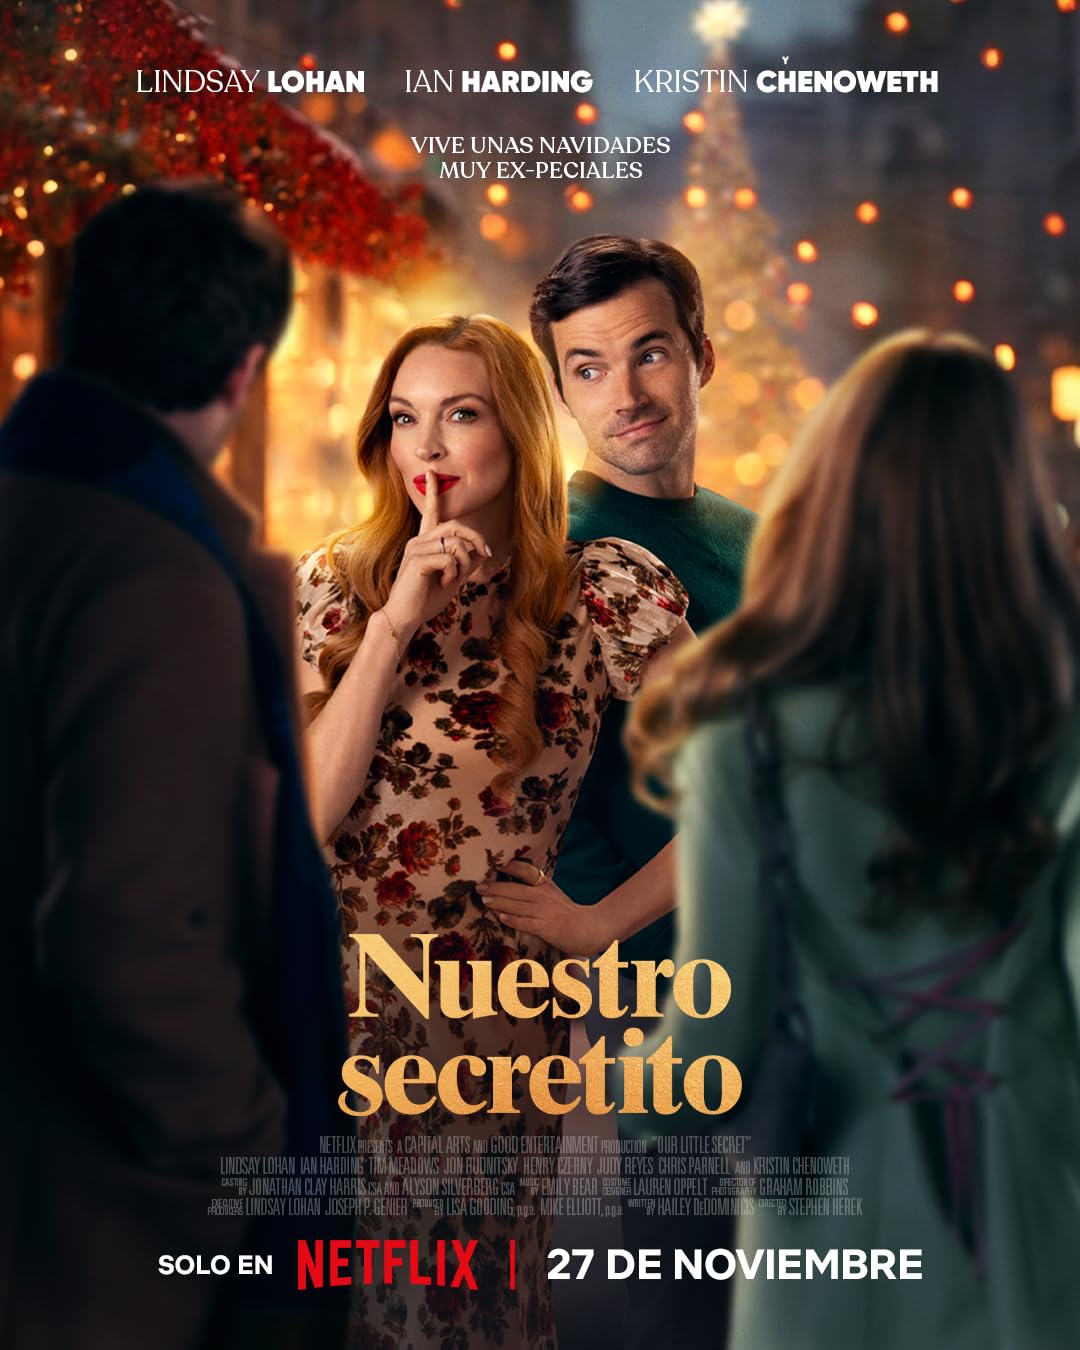 LINDSAY LOHAN IAN HARDING Y KRISTIN CHENOWETH
VIVE UNAS NAVIDADES
MUY EX-PECIALES
Nuestro
secretito
NETFLIX PRESENTS A CAPITAL ARTS AND GOOD ENTERTAINMENT PRODUCTION "OUR LITTLE SECRET"
LINDSAY LOHAN IAN HARDING TIM MEADOWS JON RUDNITSKY HENRY CZERNY JUDY REYES CHRIS PARNELL AND KRISTIN CHENOWETH
CASTING BY JONATHAN CLAY HARRIS CSA AND ALYSON SILVERBERG CSA MUSIC BY EMILY BEAR COSTUME DESIGNER LAUREN OPPELT DIRECTOR OF PHOTOGRAPHY GRAHAM ROBBINS
EXECUTIVE PRODUCERS LINDSAY LOHAN JOSEPH P. GENIER PRODUCED BY LISA GOODING, p.g.a. MIKE ELLIOTT, p.g.a. WRITTEN BY HAILEY DeDOMINICIS DIRECTED BY STEPHEN HEREK
SOLO EN NETFLIX | 27 DE NOVIEMBRE